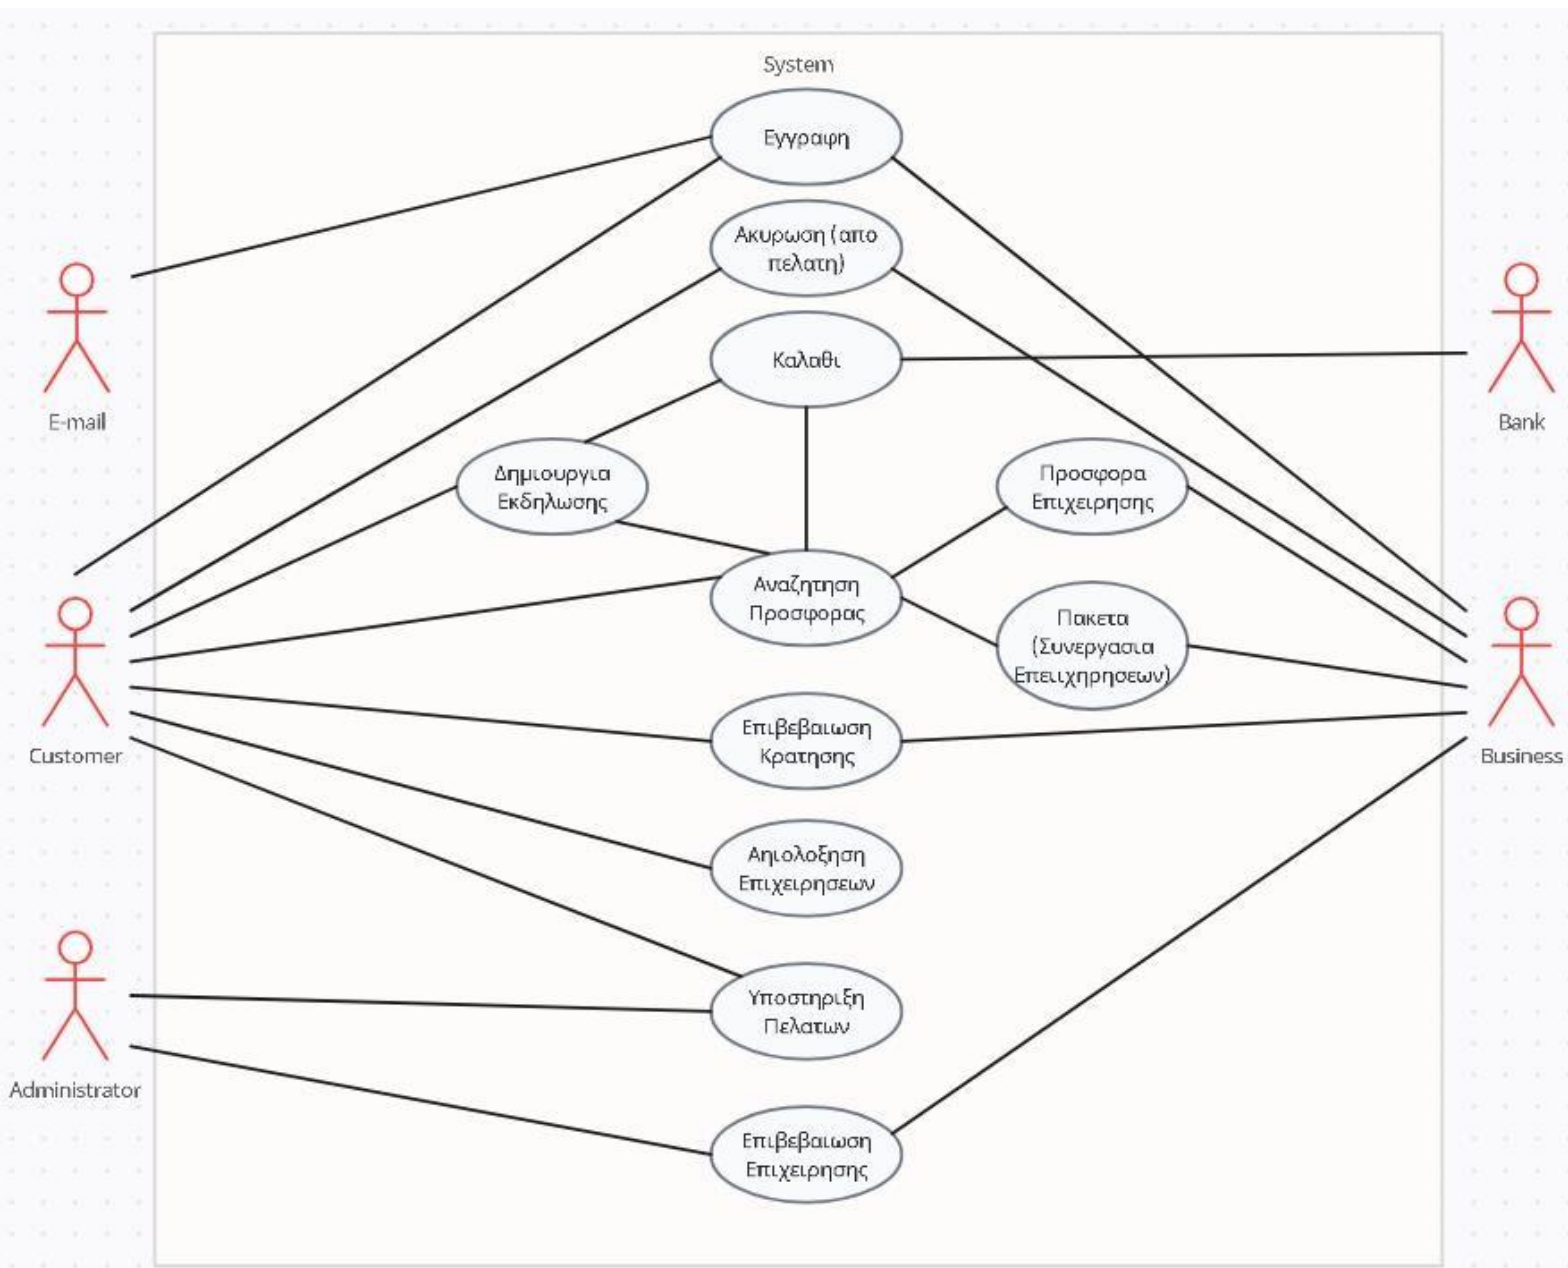 System
Εγγραφη
Ακυρωση (απο
πελατη)
Καλαθι
E-mail
Bank
Δημιουργια
Εκδηλωσης
Προσφορα
Επιχειρησης
Αναζητηση
Προσφορας
Πακετα
(Συνεργασια
Επειιχηρησεων)
Επιβεβαιωση
Κρατησης
Customer
Business
Αηιολοξηση
Επιχειρησεων
Υποστηριξη
Πελατων
Administrator
Επιβεβαιωση
Επιχειρησης